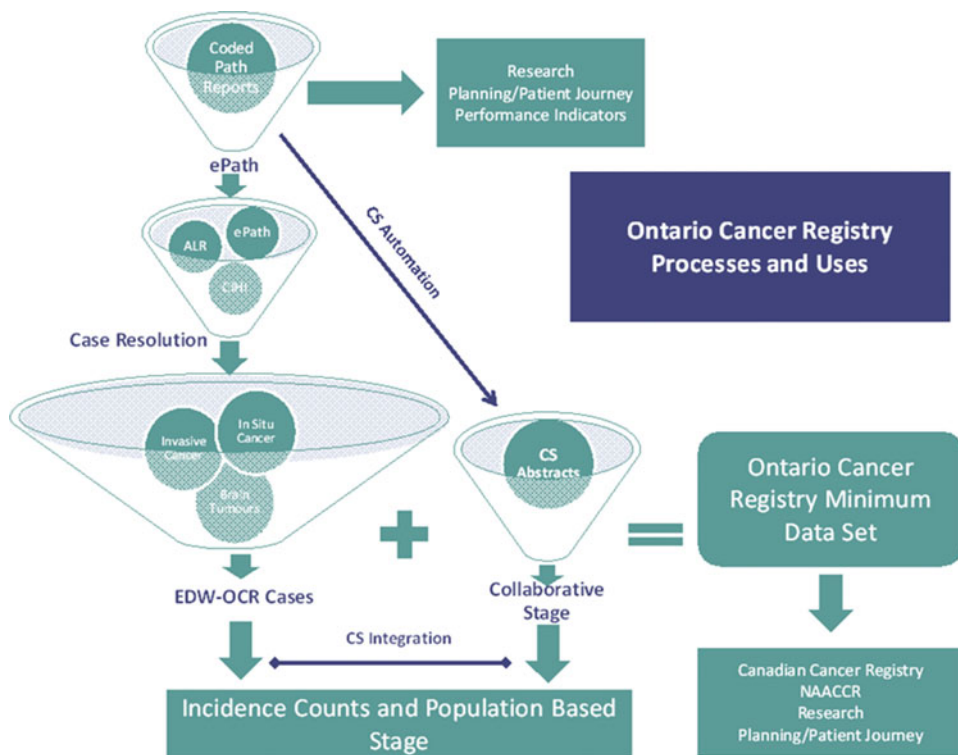 Coded
Path
Reports
Research
Planning/Patient Journey
Performance Indicators
ePath
CS Automation
Ontario Cancer Registry
Processes and Uses
ALR
ePath
CIHI
Case Resolution
In Situ
Cancer
Invasive
Cancer
Brain
Tumours
CS
Abstracts
Ontario Cancer
Registry Minimum
Data Set
EDW-OCR Cases
Collaborative
Stage
CS Integration
Incidence Counts and Population Based
Stage
Canadian Cancer Registry
NAACCR
Research
Planning/Patient Journey